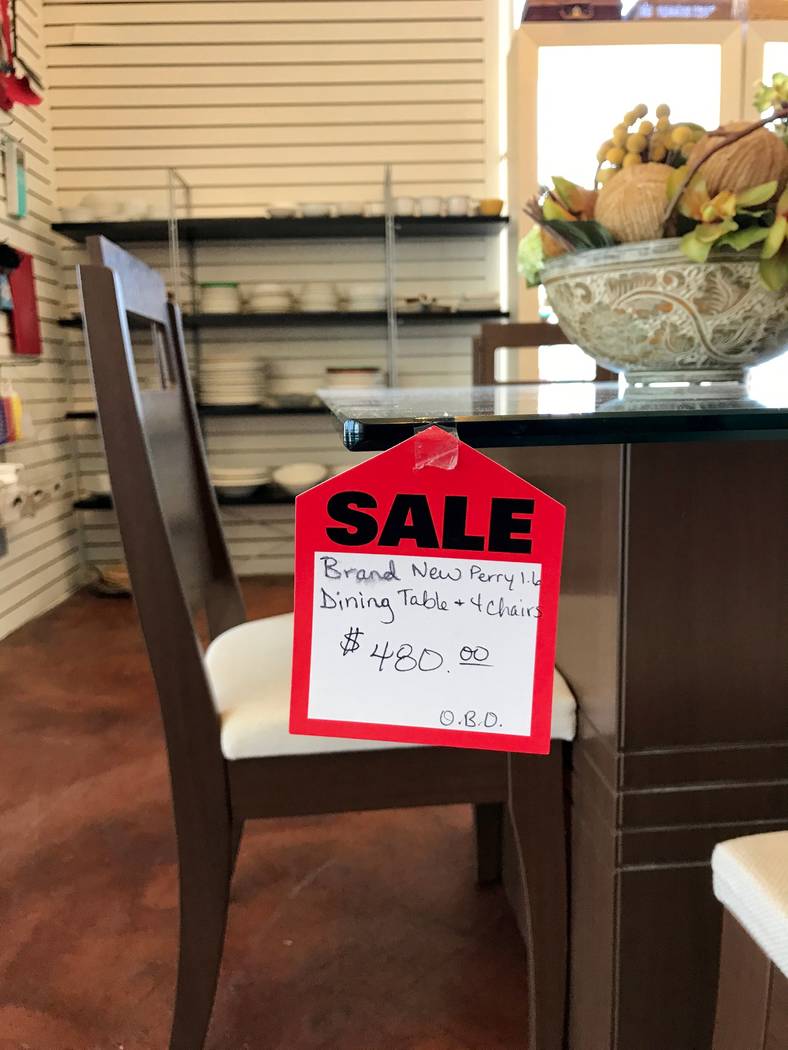 SALE
Brand New Perry 1.6
Dining Table + 4 Chairs
$ 480.00
O.B.O.